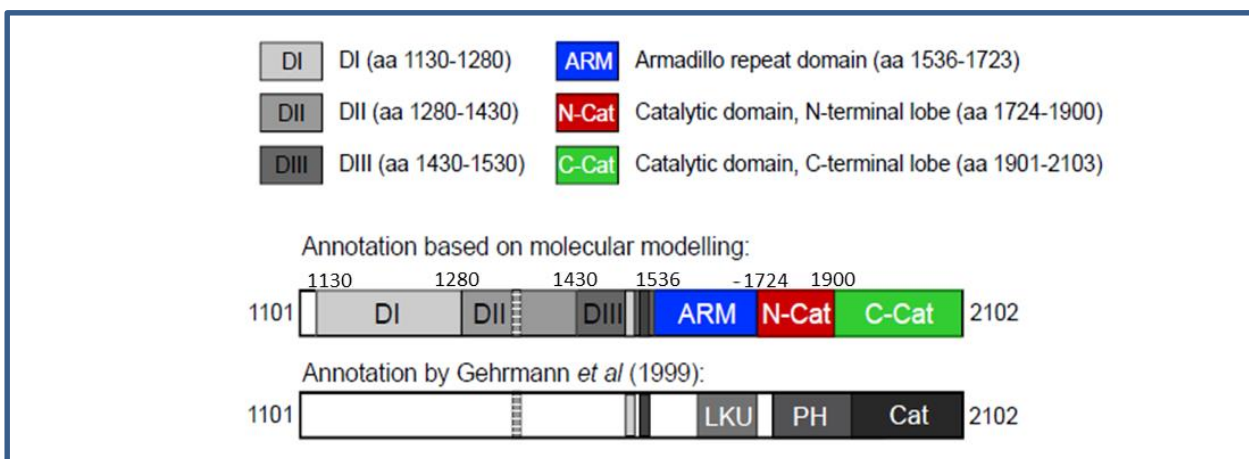 DI DI (aa 1130-1280) ARM Armadillo repeat domain (aa 1536-1723)
DII DII (aa 1280-1430) N-Cat Catalytic domain, N-terminal lobe (aa 1724-1900)
DIII DIII (aa 1430-1530) C-Cat Catalytic domain, C-terminal lobe (aa 1901-2103)
Annotation based on molecular modelling:
1130 1280 1430 1536 -1724 1900
1101 DI DII DIII ARM N-Cat C-Cat 2102
Annotation by Gehrmann et al (1999):
1101 LKU PH Cat 2102